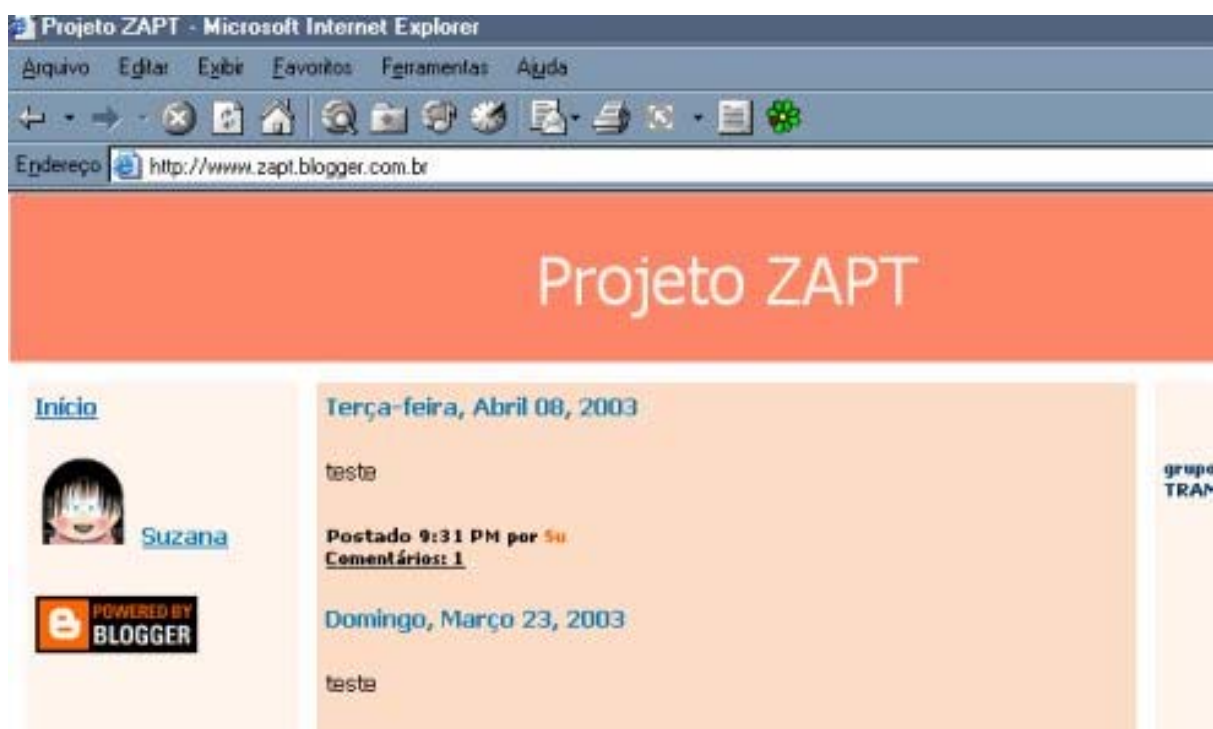 Projeto ZAPT - Microsoft Internet Explorer
Arquivo Editar Exibir Favoritos Ferramentas Ajuda
Endereço http://www.zapt.blogger.com.br
Projeto ZAPT
Início
Suzana
POWERED BY
BLOGGER
Terça-feira, Abril 08, 2003
teste
Postado 9:31 PM por Su
Comentários: 1
Domingo, Março 23, 2003
teste
grupo